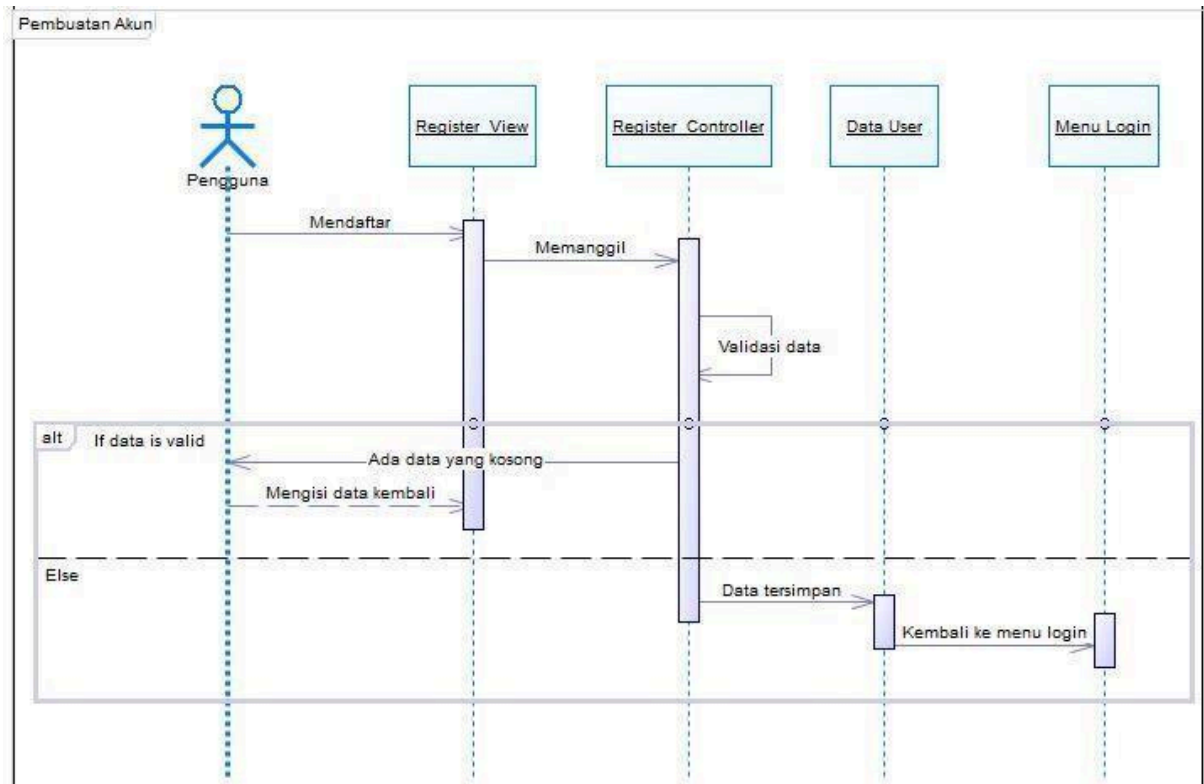 Pembuatan Akun
Pengguna
Register_View
Register_Controller
Data User
Menu Login
Mendaftar
Memanggil
Validasi data
alt
If data is valid
Ada data yang kosong
Mengisi data kembali
Else
Data tersimpan
Kembali ke menu login